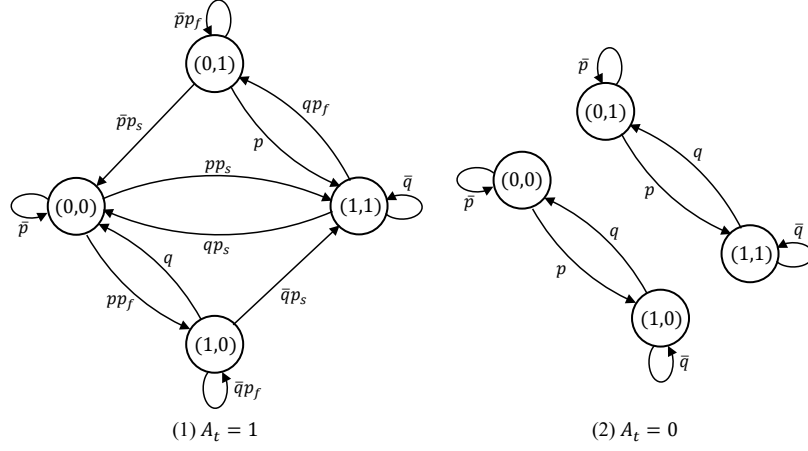 p̄p_f
(0,1)
p̄p_s
qp_f
p
pp_s
q̄
(0,0)
(1,1)
p̄
qp_s
q
pp_f
q̄p_s
(1,0)
q̄p_f
(1) A_t = 1
p̄
(0,1)
q
(0,0)
p
p̄
q
q̄
(1,1)
p
(1,0)
q̄
(2) A_t = 0